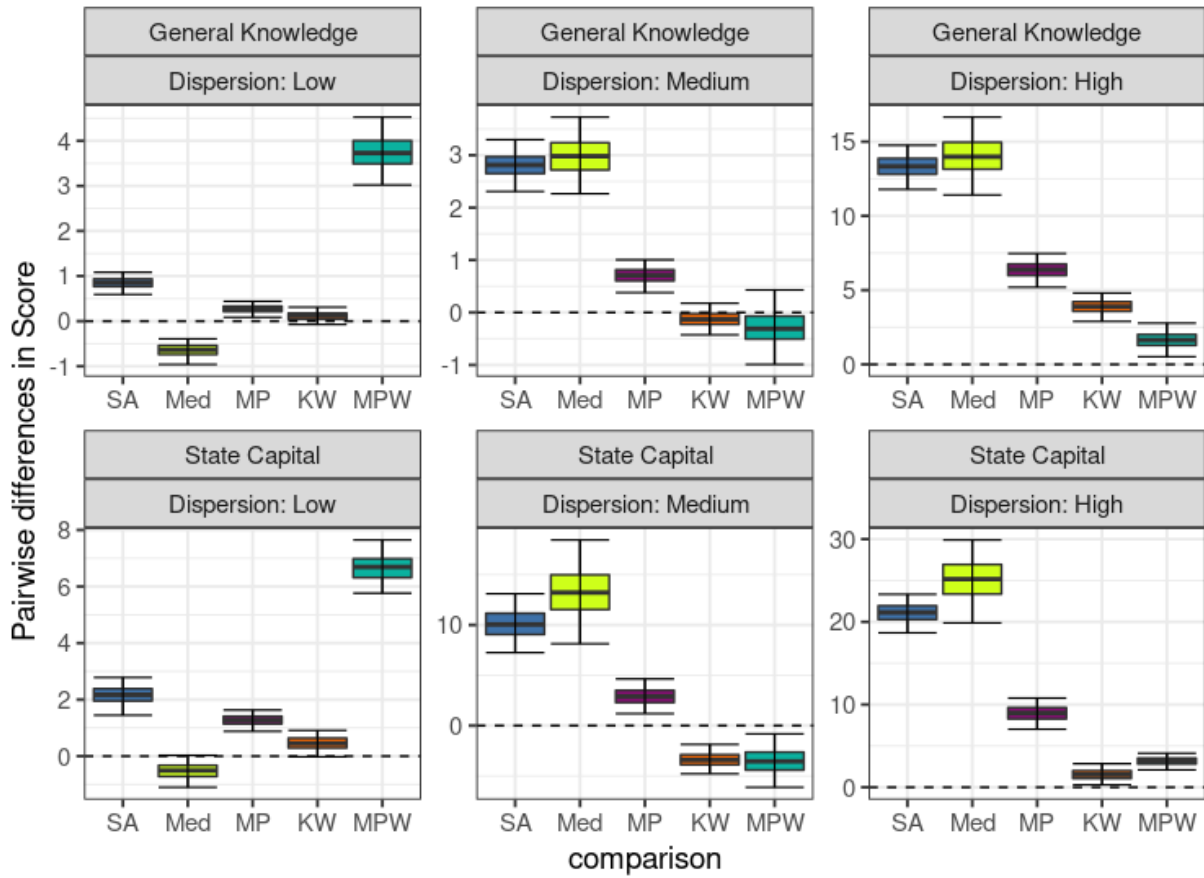 General Knowledge
Dispersion: Low
4
3
2
1
0
-1
SA Med MP KW MPW
General Knowledge
Dispersion: Medium
3
2
1
0
-1
SA Med MP KW MPW
General Knowledge
Dispersion: High
15
10
5
0
SA Med MP KW MPW
State Capital
Dispersion: Low
8
6
4
2
0
SA Med MP KW MPW
State Capital
Dispersion: Medium
10
0
SA Med MP KW MPW
State Capital
Dispersion: High
30
20
10
0
SA Med MP KW MPW
Pairwise differences in Score
comparison